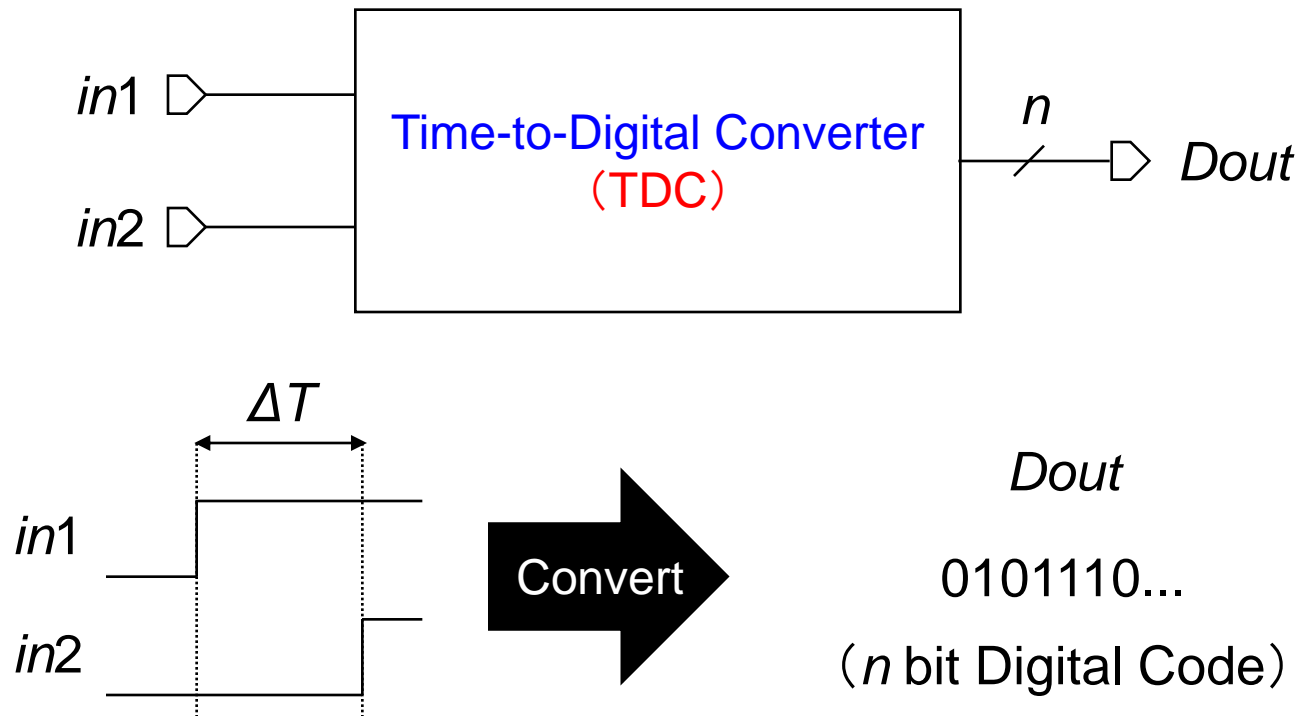 in1
in2
Time-to-Digital Converter
（TDC）
n
Dout
ΔT
in1
in2
Convert
Dout
0101110...
（n bit Digital Code）